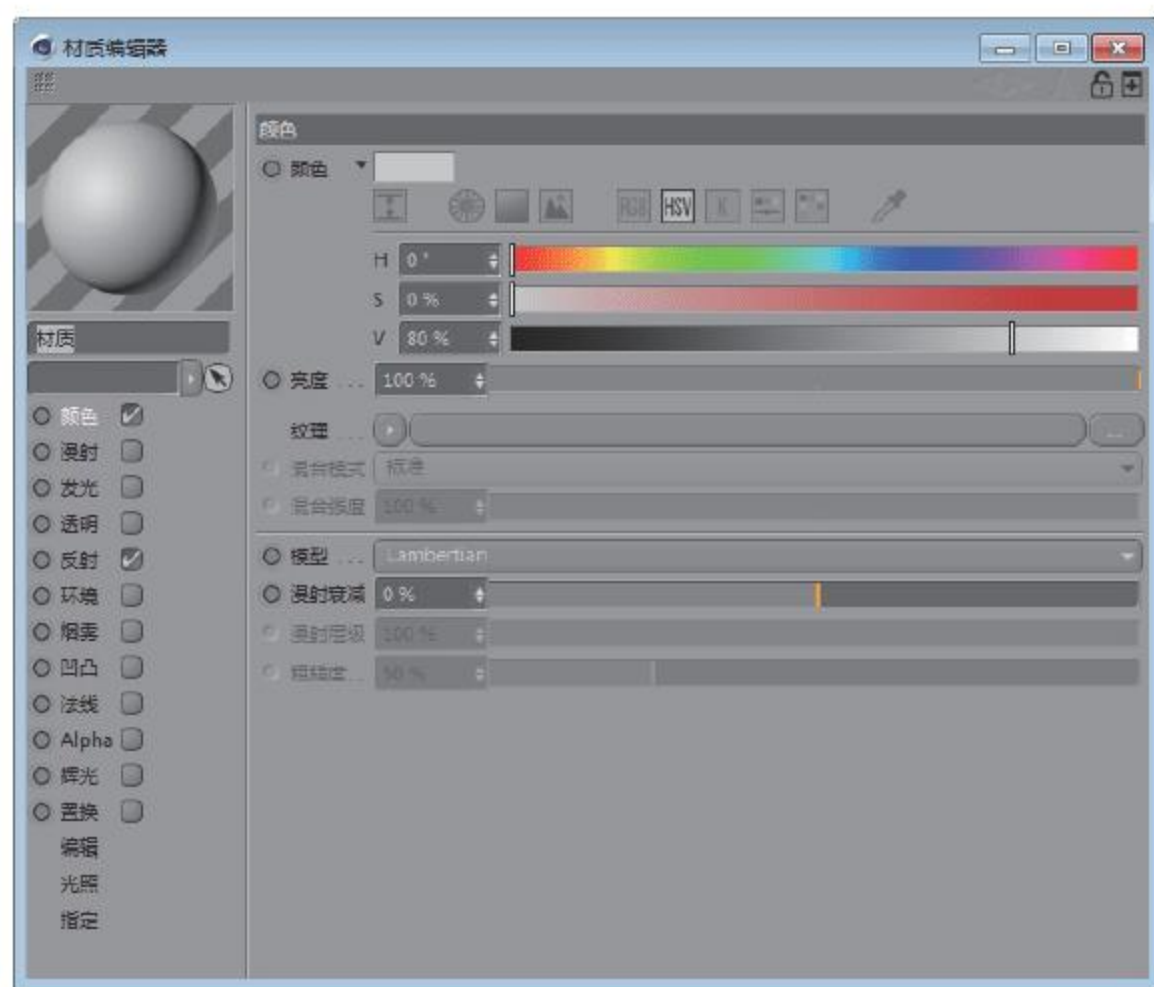 材质编辑器
颜色
颜色
RGB HSV K
H 0°
S 0 %
V 80 %
亮度 . . . 100 %
纹理 . . . . . .
混合模式 标准
混合强度 100 %
模型 . . . Lambertian
漫射衰减 0 %
漫射层级 100 %
粗糙度 . . 50 %
材质
颜色
漫射
发光
透明
反射
环境
烟雾
凹凸
法线
Alpha
辉光
置换
编辑
光照
指定